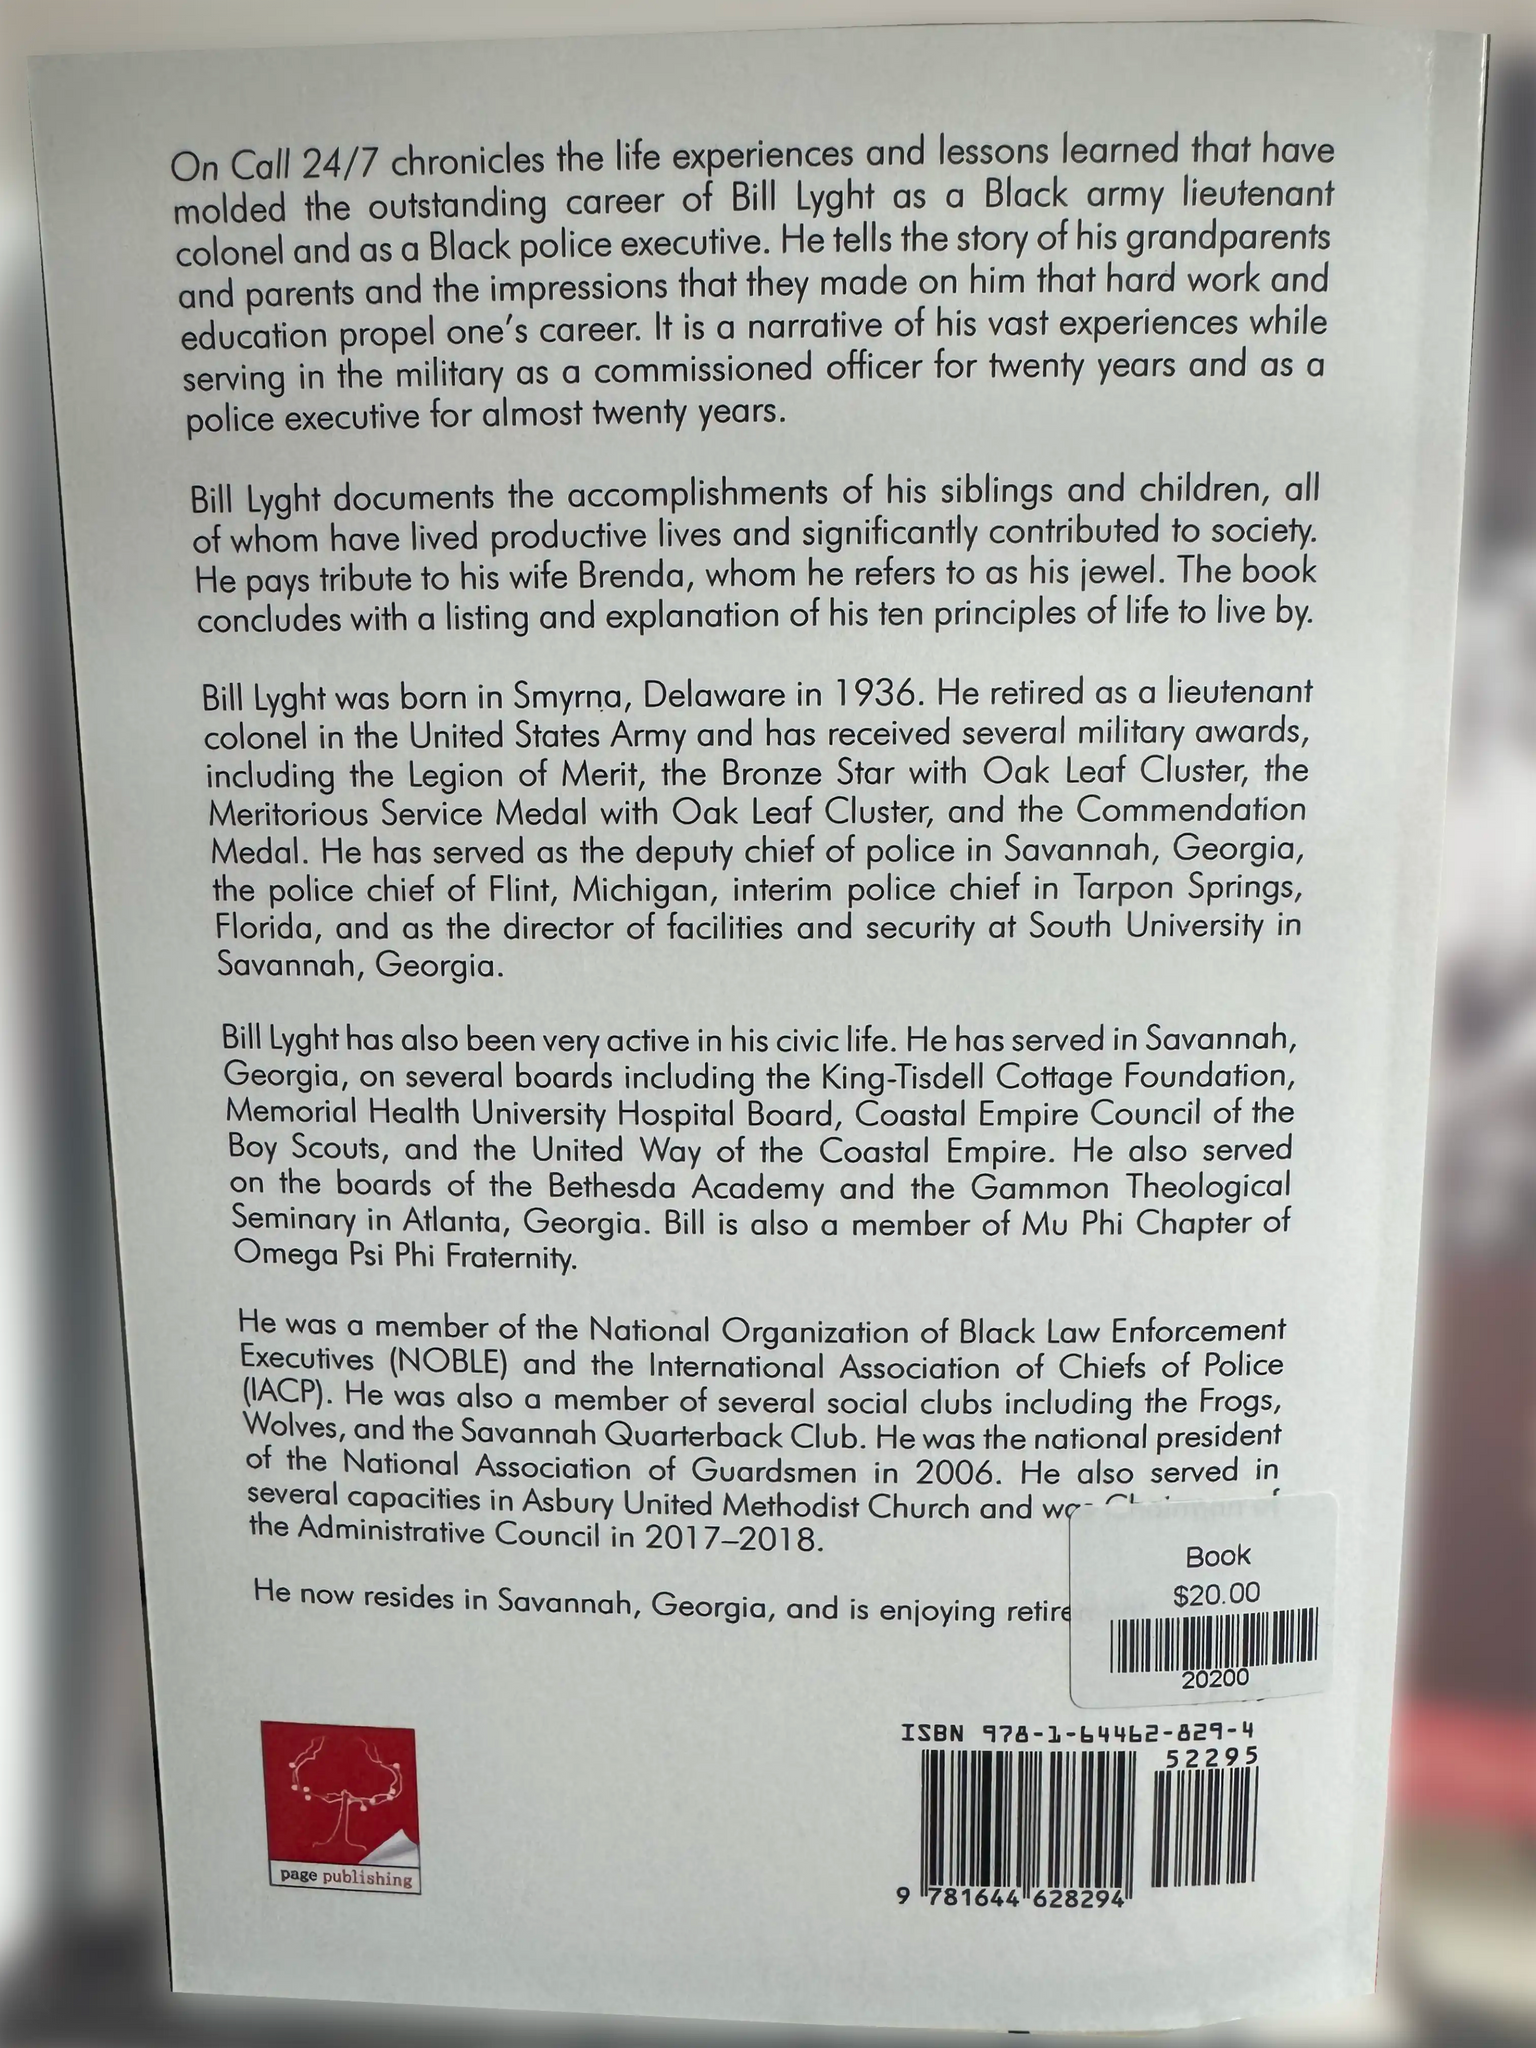 On Call 24/7 chronicles the life experiences and lessons learned that have
molded the outstanding career of Bill Lyght as a Black army lieutenant
colonel and as a Black police executive. He tells the story of his grandparents
and parents and the impressions that they made on him that hard work and
education propel one's career. It is a narrative of his vast experiences while
serving in the military as a commissioned officer for twenty years and as a
police executive for almost twenty years.
Bill Lyght documents the accomplishments of his siblings and children, all
of whom have lived productive lives and significantly contributed to society.
He pays tribute to his wife Brenda, whom he refers to as his jewel. The book
concludes with a listing and explanation of his ten principles of life to live by.
Bill Lyght was born in Smyrna, Delaware in 1936. He retired as a lieutenant
colonel in the United States Army and has received several military awards,
including the Legion of Merit, the Bronze Star with Oak Leaf Cluster, the
Meritorious Service Medal with Oak Leaf Cluster, and the Commendation
Medal. He has served as the deputy chief of police in Savannah, Georgia,
the police chief of Flint, Michigan, interim police chief in Tarpon Springs,
Florida, and as the director of facilities and security at South University in
Savannah, Georgia.
Bill Lyght has also been very active in his civic life. He has served in Savannah,
Georgia, on several boards including the King-Tisdell Cottage Foundation,
Memorial Health University Hospital Board, Coastal Empire Council of the
Boy Scouts, and the United Way of the Coastal Empire. He also served
on the boards of the Bethesda Academy and the Gammon Theological
Seminary in Atlanta, Georgia. Bill is also a member of Mu Phi Chapter of
Omega Psi Phi Fraternity.
He was a member of the National Organization of Black Law Enforcement
Executives (NOBLE) and the International Association of Chiefs of Police
(IACP). He was also a member of several social clubs including the Frogs,
Wolves, and the Savannah Quarterback Club. He was the national president
of the National Association of Guardsmen in 2006. He also served in
several capacities in Asbury United Methodist Church and was
the Administrative Council in 2017–2018.
He now resides in Savannah, Georgia, and is enjoying retire
Book
$20.00
20200
ISBN 978-1-64462-829-4
52295
9 781644 628294
page publishing